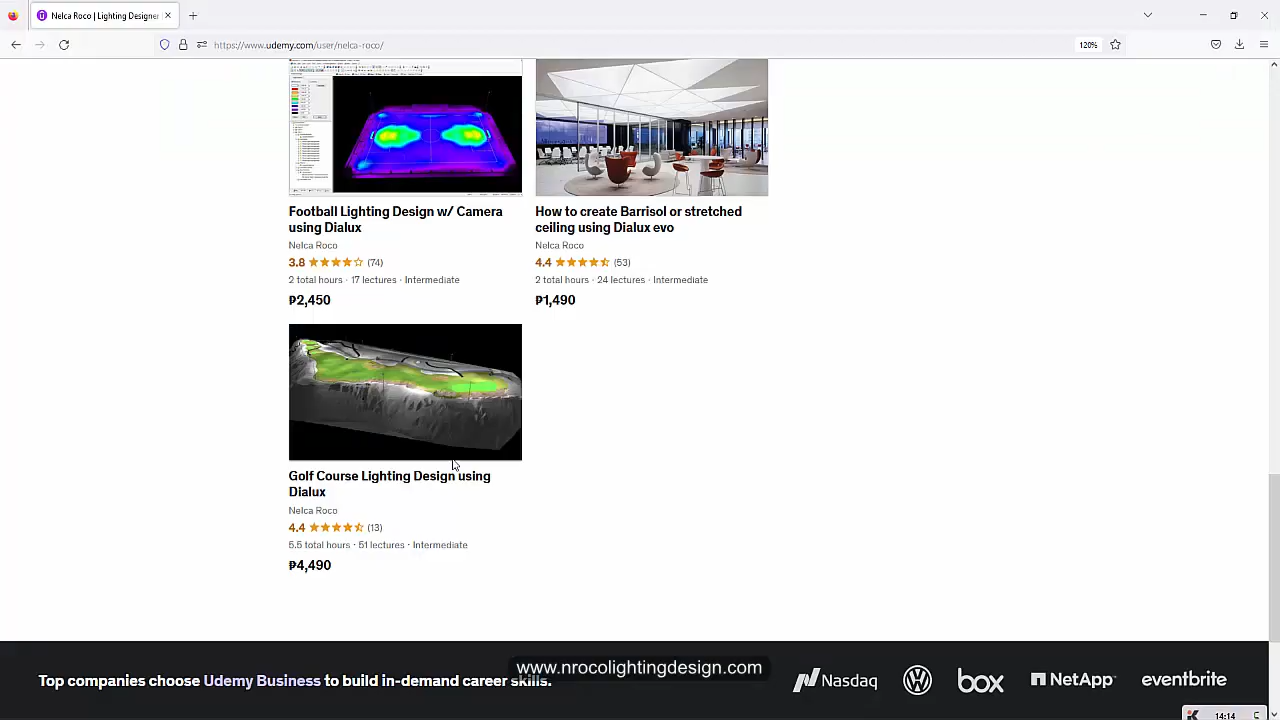 Nelca Roco | Lighting Designer
https://www.udemy.com/user/nelca-roco/
120%
Football Lighting Design w/ Camera
using Dialux
Nelca Roco
3.8 (74)
2 total hours · 17 lectures · Intermediate
₱2,450
How to create Barrisol or stretched
ceiling using Dialux evo
Nelca Roco
4.4 (53)
2 total hours · 24 lectures · Intermediate
₱1,490
Golf Course Lighting Design using
Dialux
Nelca Roco
4.4 (13)
5.5 total hours · 51 lectures · Intermediate
₱4,490
www.nrocolightingdesign.com
Top companies choose Udemy Business to build in-demand career skills.
Nasdaq
box
NetApp
eventbrite
14:14